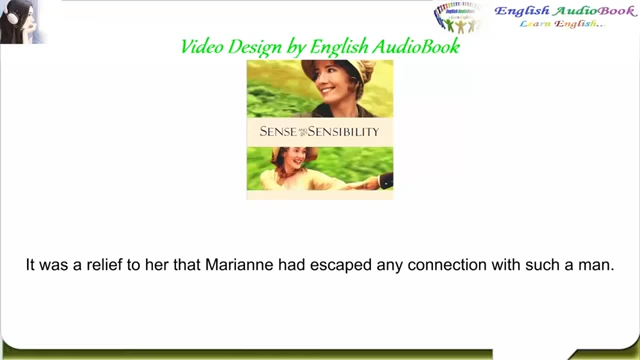 English AudioBook
Learn English...
Video Design by English AudioBook
SENSE AND SENSIBILITY
It was a relief to her that Marianne had escaped any connection with such a man.